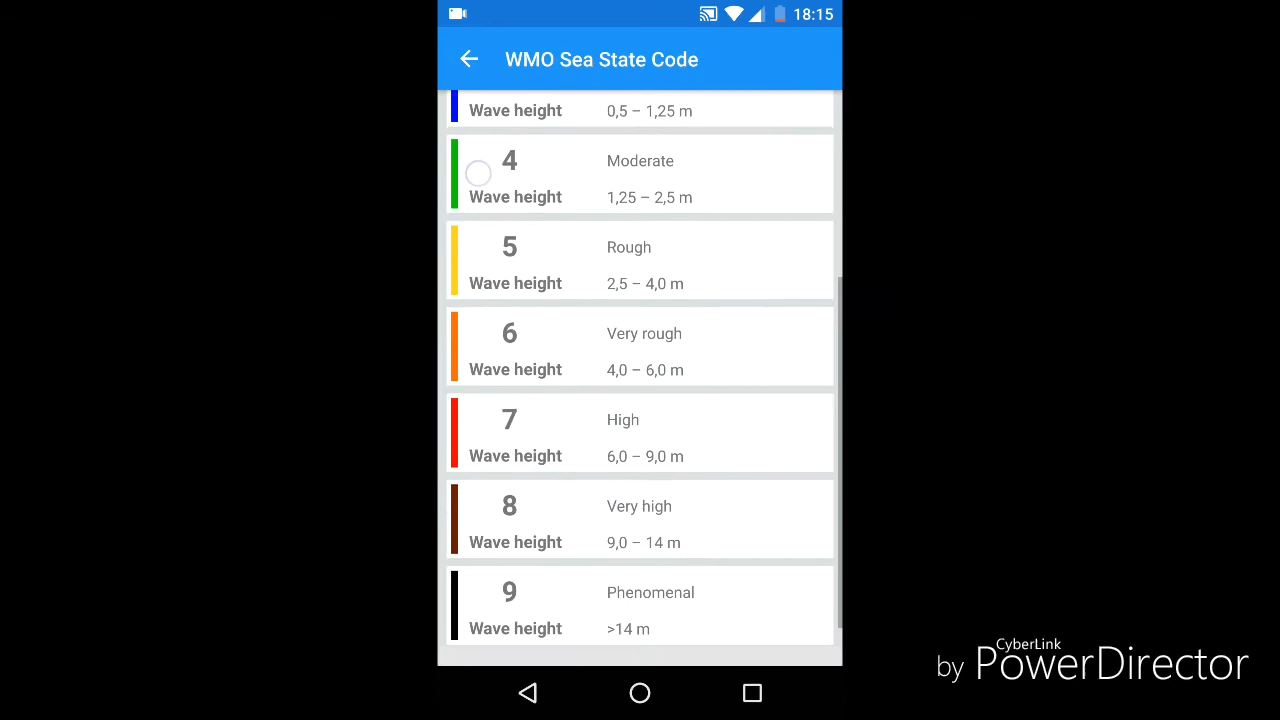 18:15
WMO Sea State Code
Wave height 0,5 – 1,25 m
4 Moderate
Wave height 1,25 – 2,5 m
5 Rough
Wave height 2,5 – 4,0 m
6 Very rough
Wave height 4,0 – 6,0 m
7 High
Wave height 6,0 – 9,0 m
8 Very high
Wave height 9,0 – 14 m
9 Phenomenal
Wave height >14 m
CyberLink
by PowerDirector